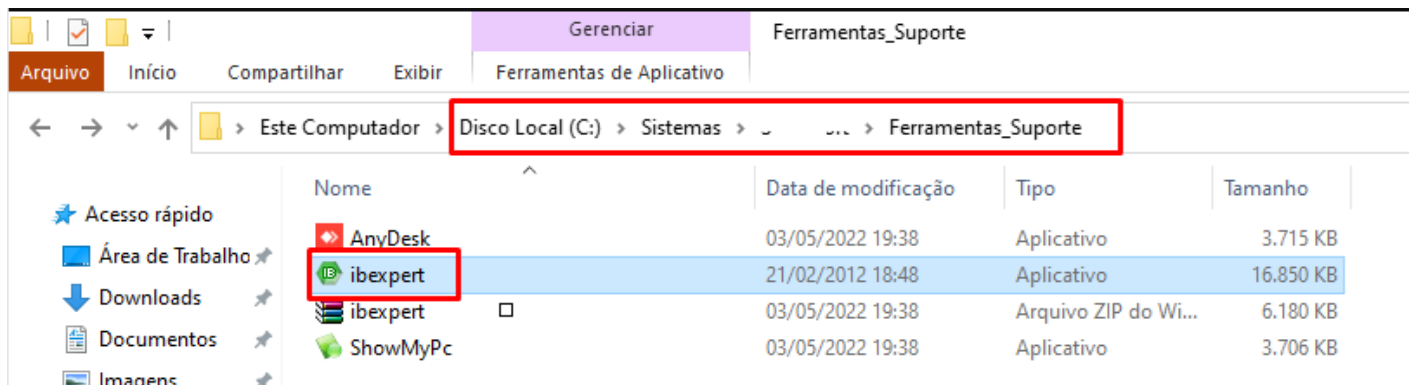 Gerenciar Ferramentas_Suporte
Arquivo Início Compartilhar Exibir Ferramentas de Aplicativo
Este Computador > Disco Local (C:) > Sistemas > > Ferramentas_Suporte
Nome Data de modificação Tipo Tamanho
Acesso rápido
AnyDesk 03/05/2022 19:38 Aplicativo 3.715 KB
Área de Trabalho
ibexpert 21/02/2012 18:48 Aplicativo 16.850 KB
Downloads
ibexpert 03/05/2022 19:38 Arquivo ZIP do Wi... 6.180 KB
Documentos
ShowMyPc 03/05/2022 19:38 Aplicativo 3.706 KB
Imagens